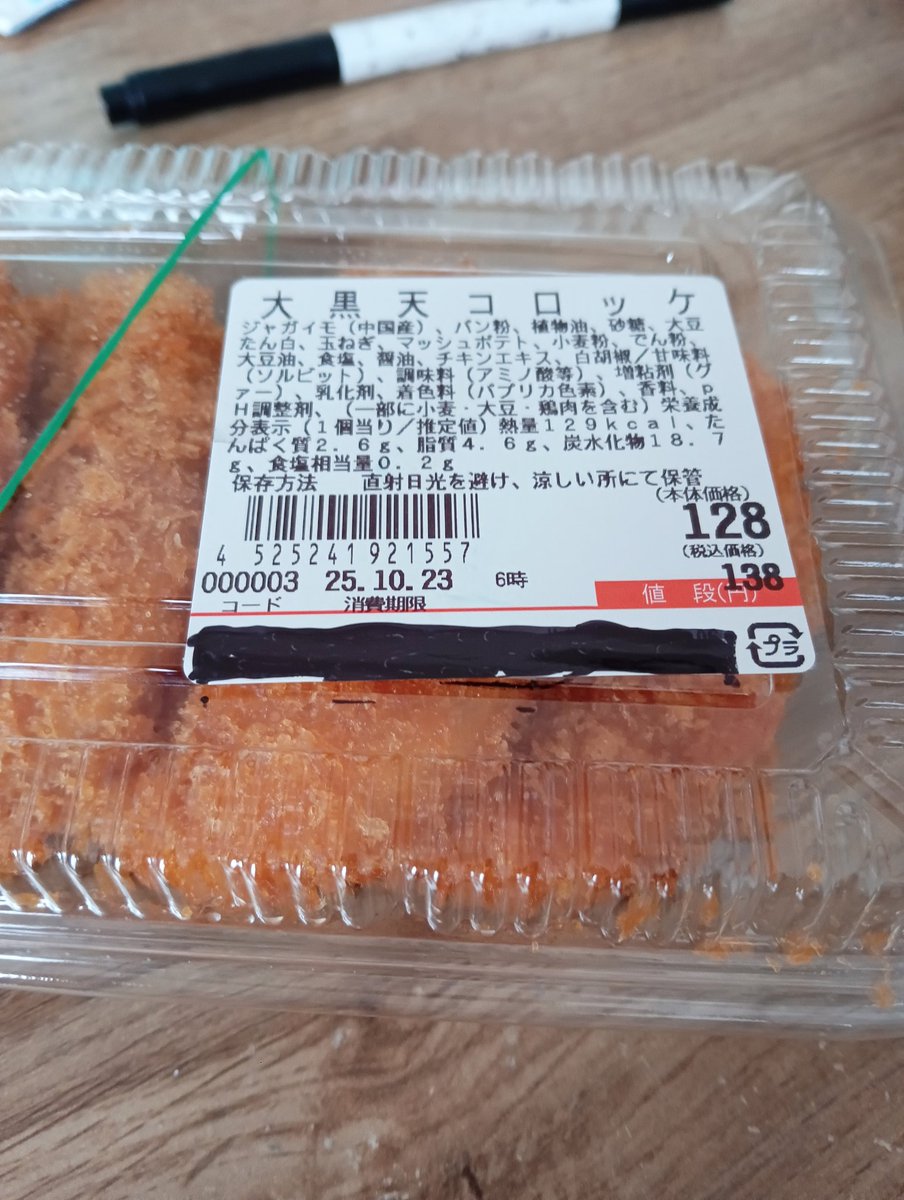 大黒天コロッケ
ジャガイモ（中国産）、パン粉、植物油、砂糖、大豆
たん白、玉ねぎ、マッシュポテト、小麦粉、でん粉、
大豆油、食塩、醤油、チキンエキス、白胡椒／甘味料
（ソルビット）、調味料（アミノ酸等）、増粘剤（グ
ァー）、乳化剤、着色料（パプリカ色素）、香料、ｐ
Ｈ調整剤、（一部に小麦・大豆・鶏肉を含む）栄養成
分表示（１個当り／推定値）熱量１２９ｋｃａｌ、た
んぱく質２．６ｇ、脂質４．６ｇ、炭水化物１８．７
ｇ、食塩相当量０．２ｇ
保存方法　直射日光を避け、涼しい所にて保管
(本体価格)
128
4 525241 921557
(税込価格)
000003 25.10.23 6時 138
コード 消費期限 値段(円)
プラ